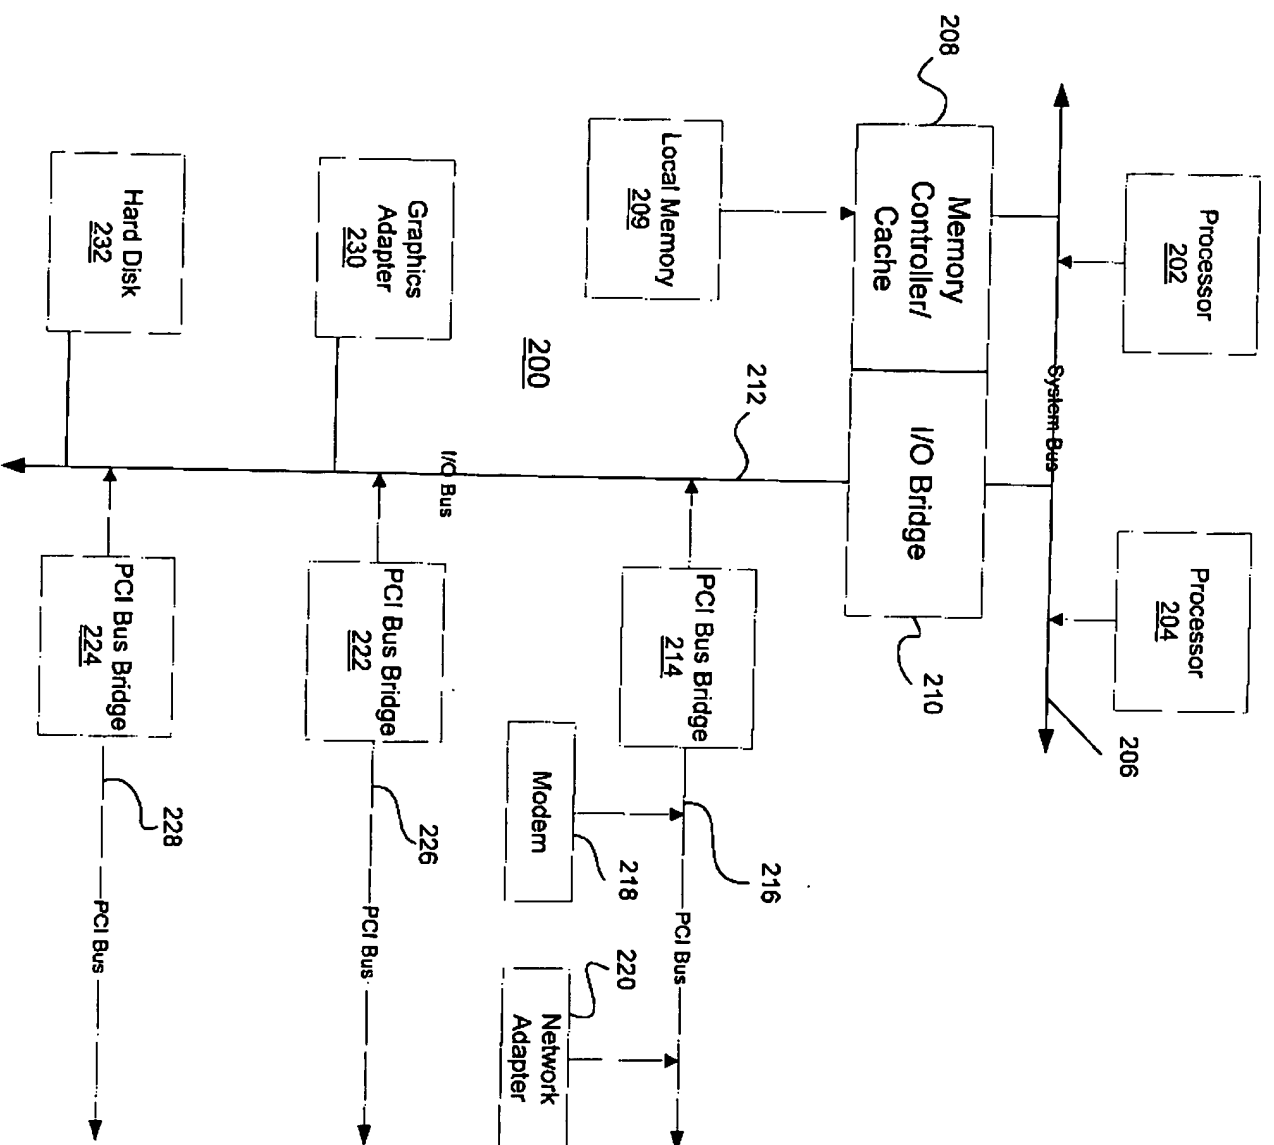 Processor
202
Processor
204
206
System Bus
208
Memory
Controller/
Cache
I/O Bridge
210
Local Memory
209
212
PCI Bus Bridge
214
216
PCI Bus
Modem
218
220
Network
Adapter
200
I/O Bus
Graphics
Adapter
230
PCI Bus Bridge
222
226
PCI Bus
Hard Disk
232
PCI Bus Bridge
224
228
PCI Bus